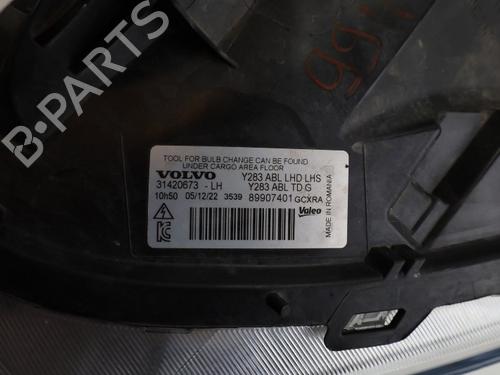 99166
TOOL FOR BULB CHANGE CAN BE FOUND
UNDER CARGO AREA FLOOR
VOLVO Y283 ABL LHD LHS
31420673 - LH Y283 ABL TD G
10h50 05/12/22 3539 89907401 GCXRA
Valeo
MADE IN ROMANIA
B PARTS